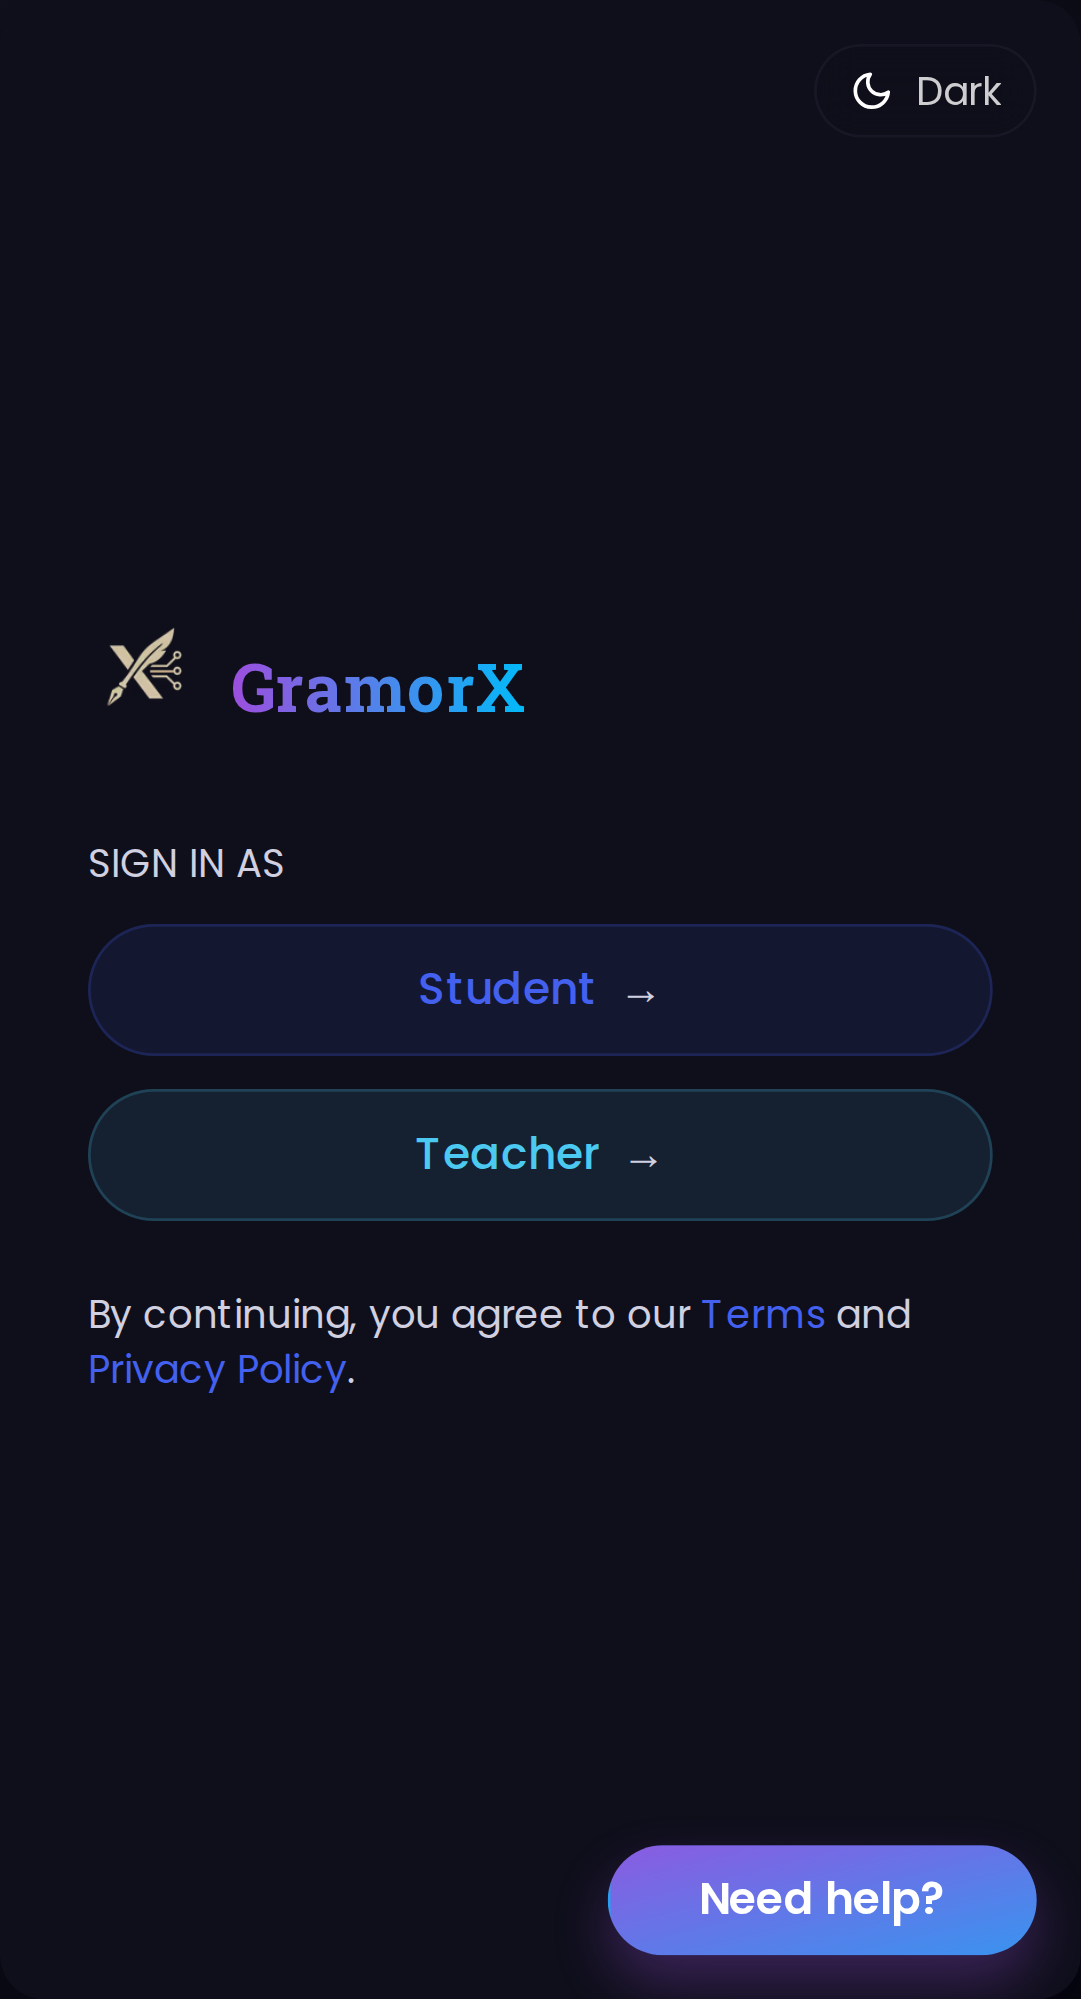 Dark
GramorX
SIGN IN AS
Student →
Teacher →
By continuing, you agree to our Terms and
Privacy Policy.
Need help?